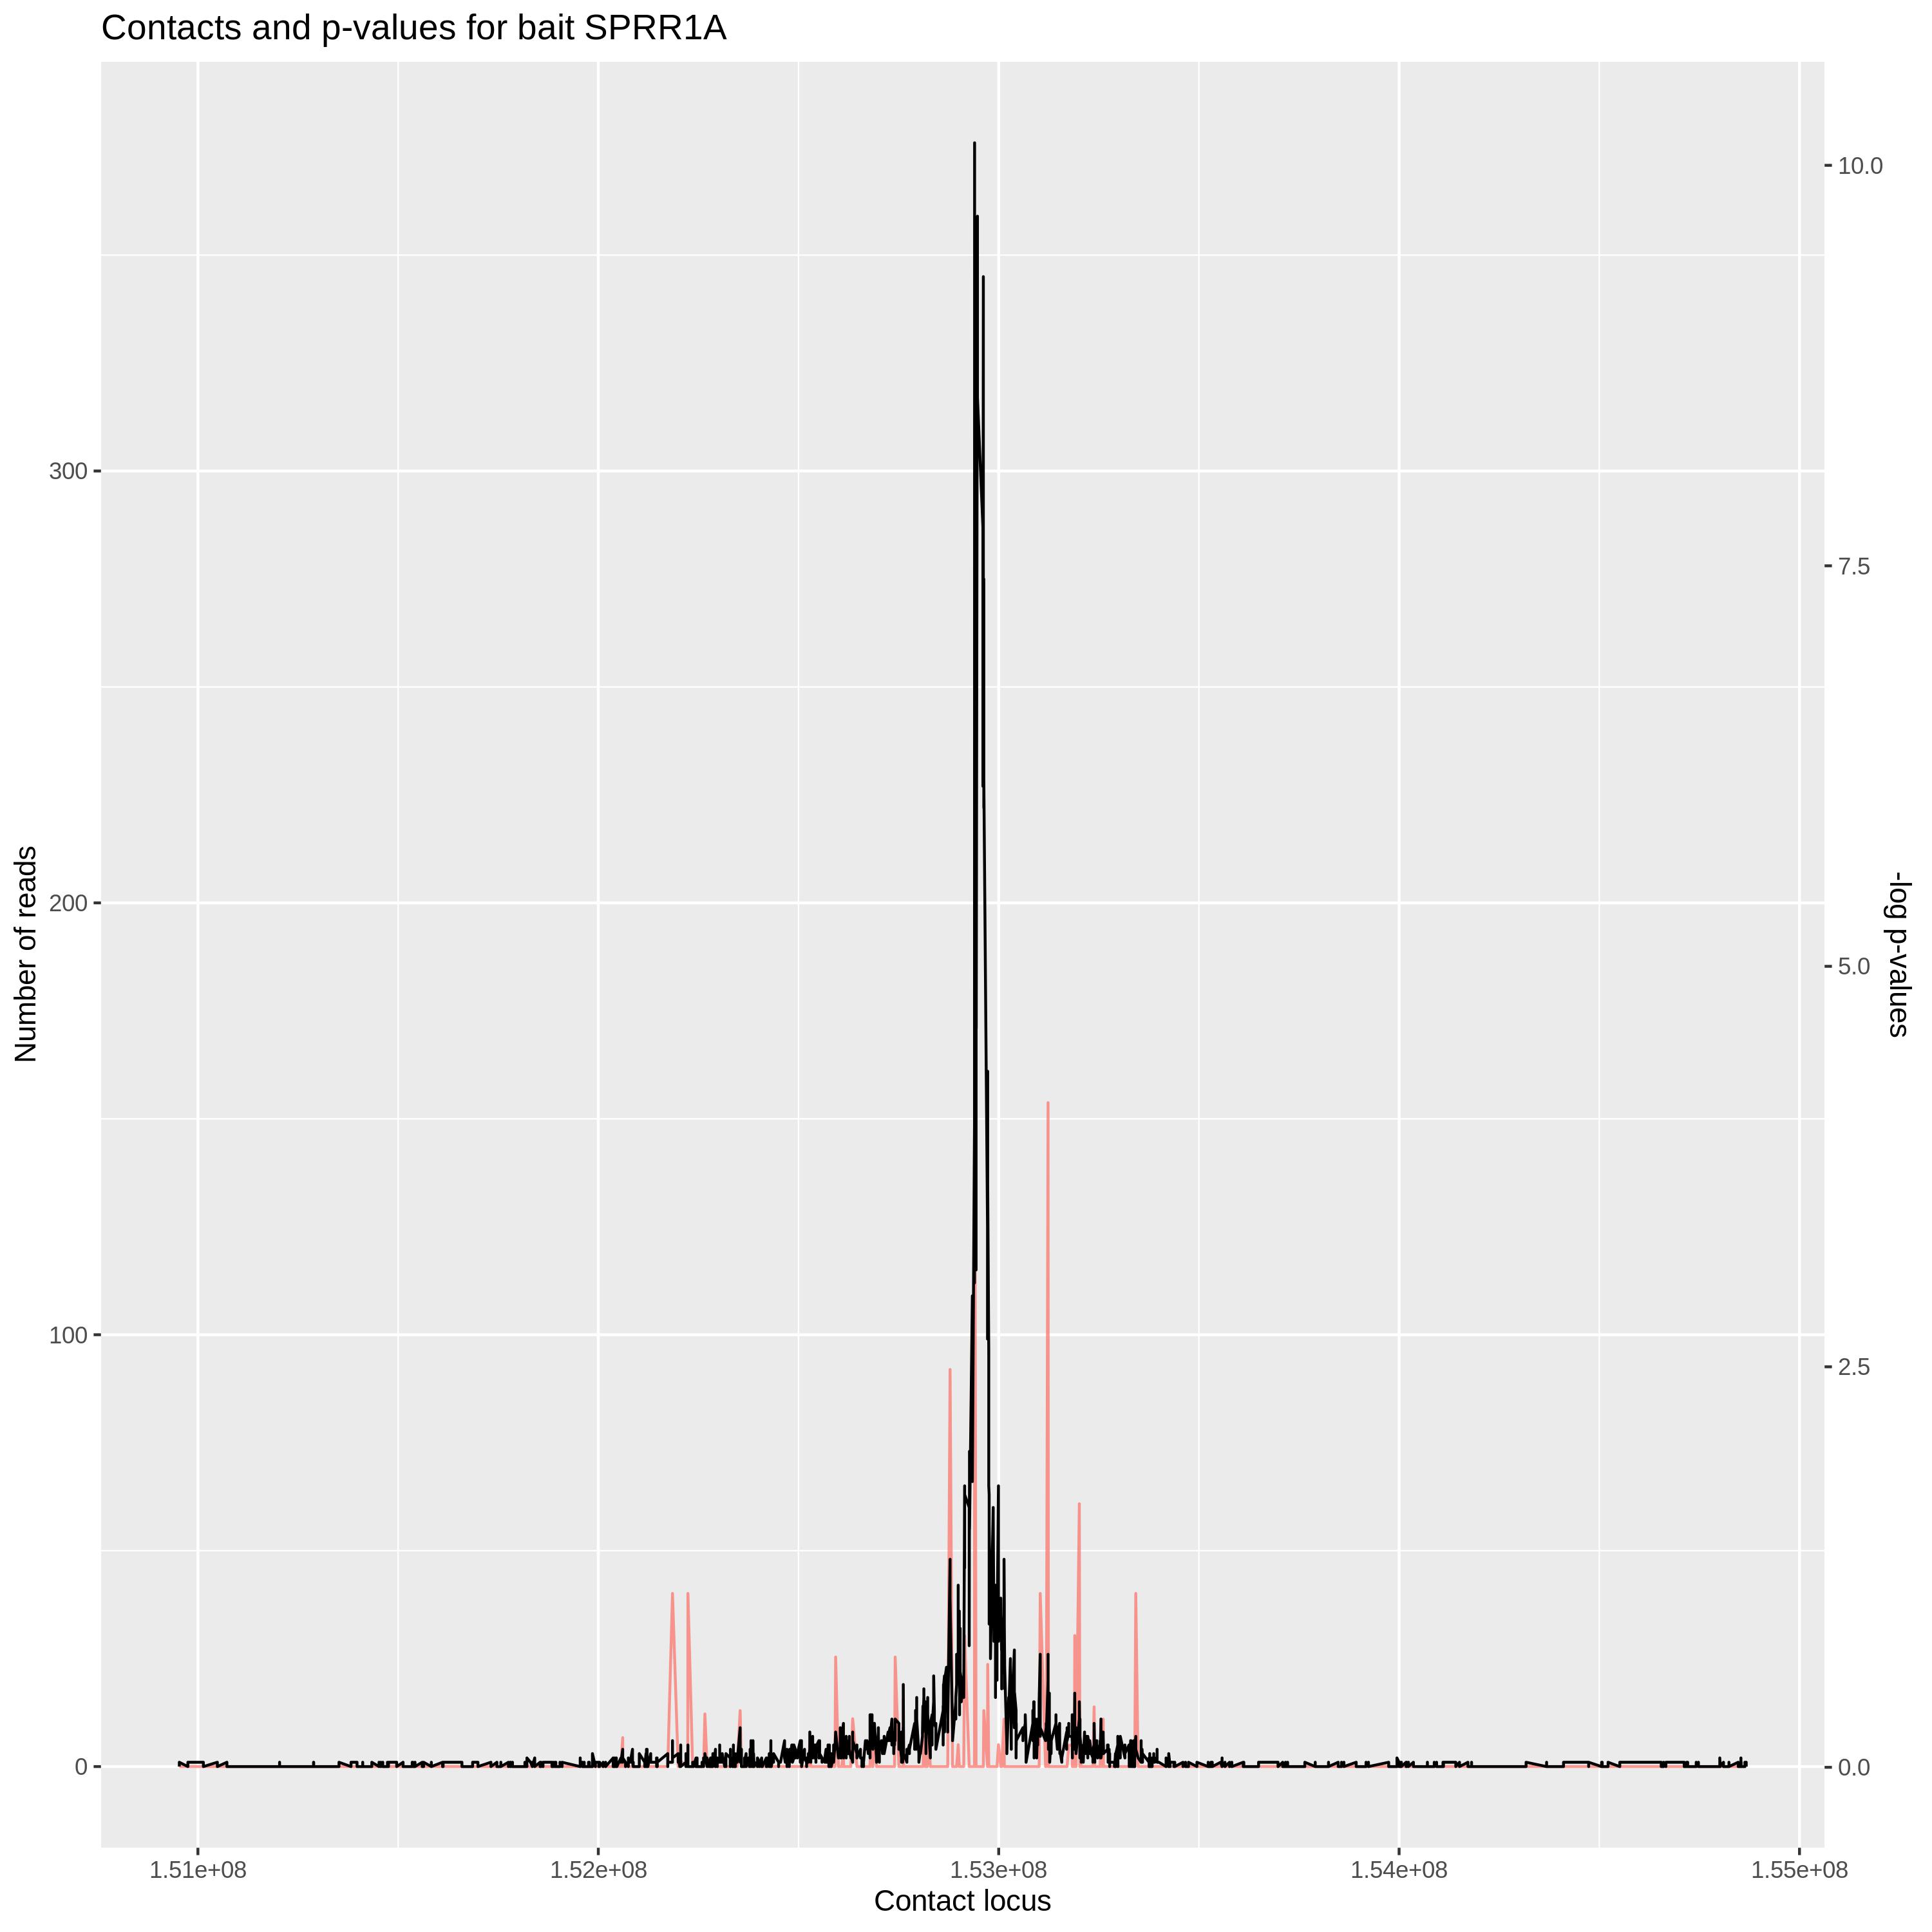 Contacts and p-values for bait SPRR1A
Number of reads
300
200
100
0
10.0
7.5
5.0
2.5
0.0
-log p-values
1.51e+08 1.52e+08 1.53e+08 1.54e+08 1.55e+08
Contact locus